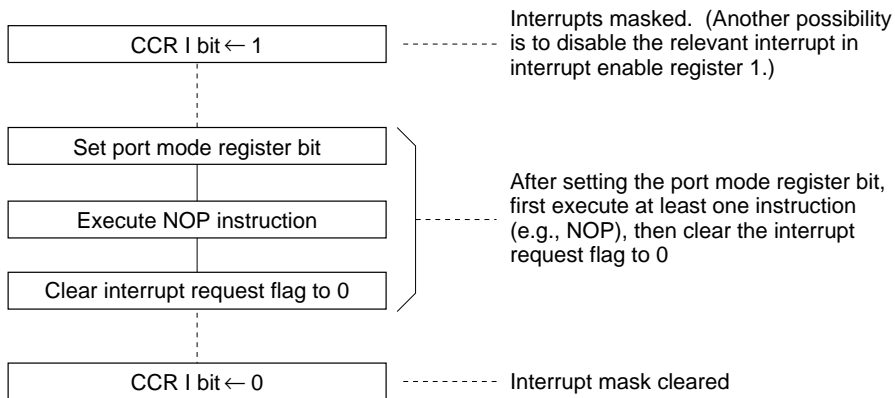 CCR I bit ← 1
Interrupts masked. (Another possibility
is to disable the relevant interrupt in
interrupt enable register 1.)
Set port mode register bit
Execute NOP instruction
Clear interrupt request flag to 0
After setting the port mode register bit,
first execute at least one instruction
(e.g., NOP), then clear the interrupt
request flag to 0
CCR I bit ← 0
Interrupt mask cleared